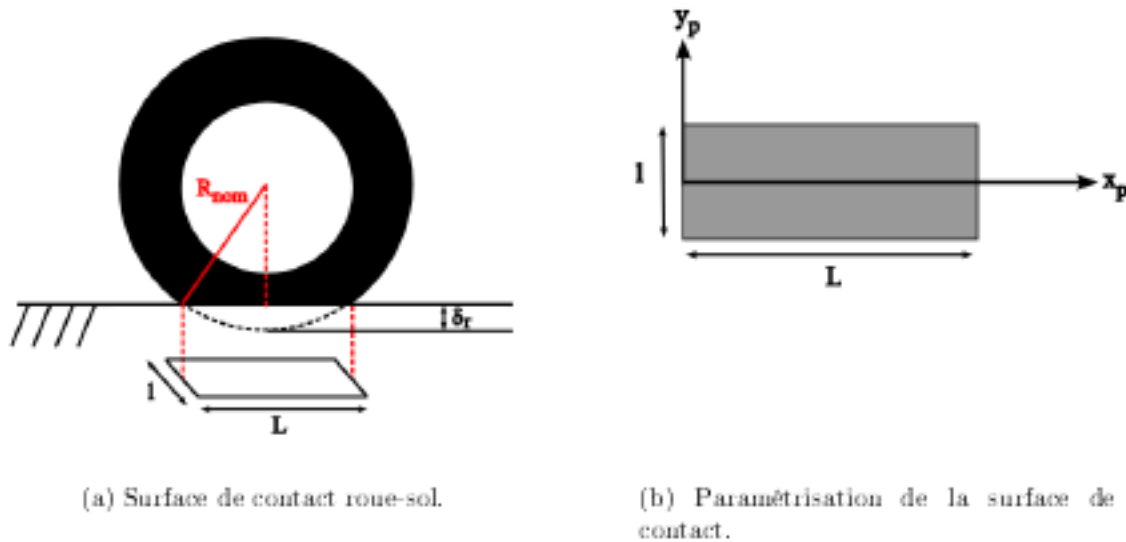 y_p
R_nom
l
x_p
L
δ_r
l
L
(a) Surface de contact roue-sol.
(b) Paramétrisation de la surface de
contact.